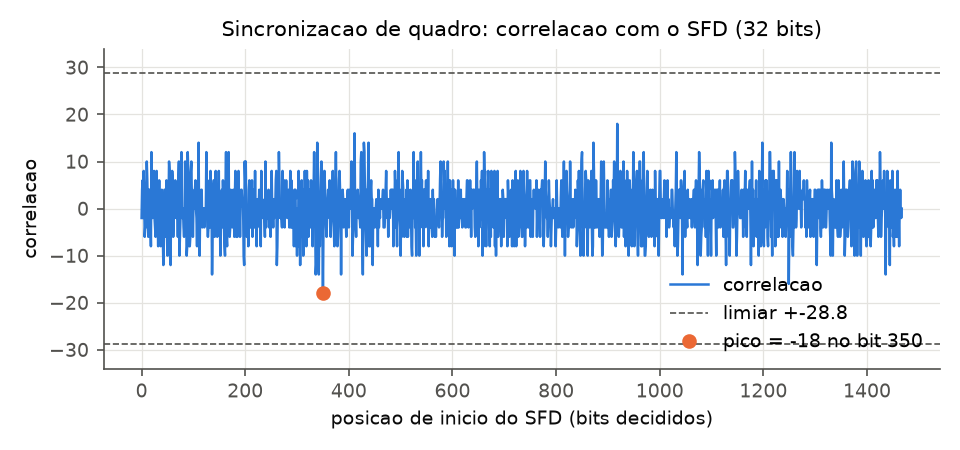 Sincronizacao de quadro: correlacao com o SFD (32 bits)
correlacao
30
20
10
0
−10
−20
−30
correlacao
limiar +-28.8
pico = -18 no bit 350
0 200 400 600 800 1000 1200 1400
posicao de inicio do SFD (bits decididos)